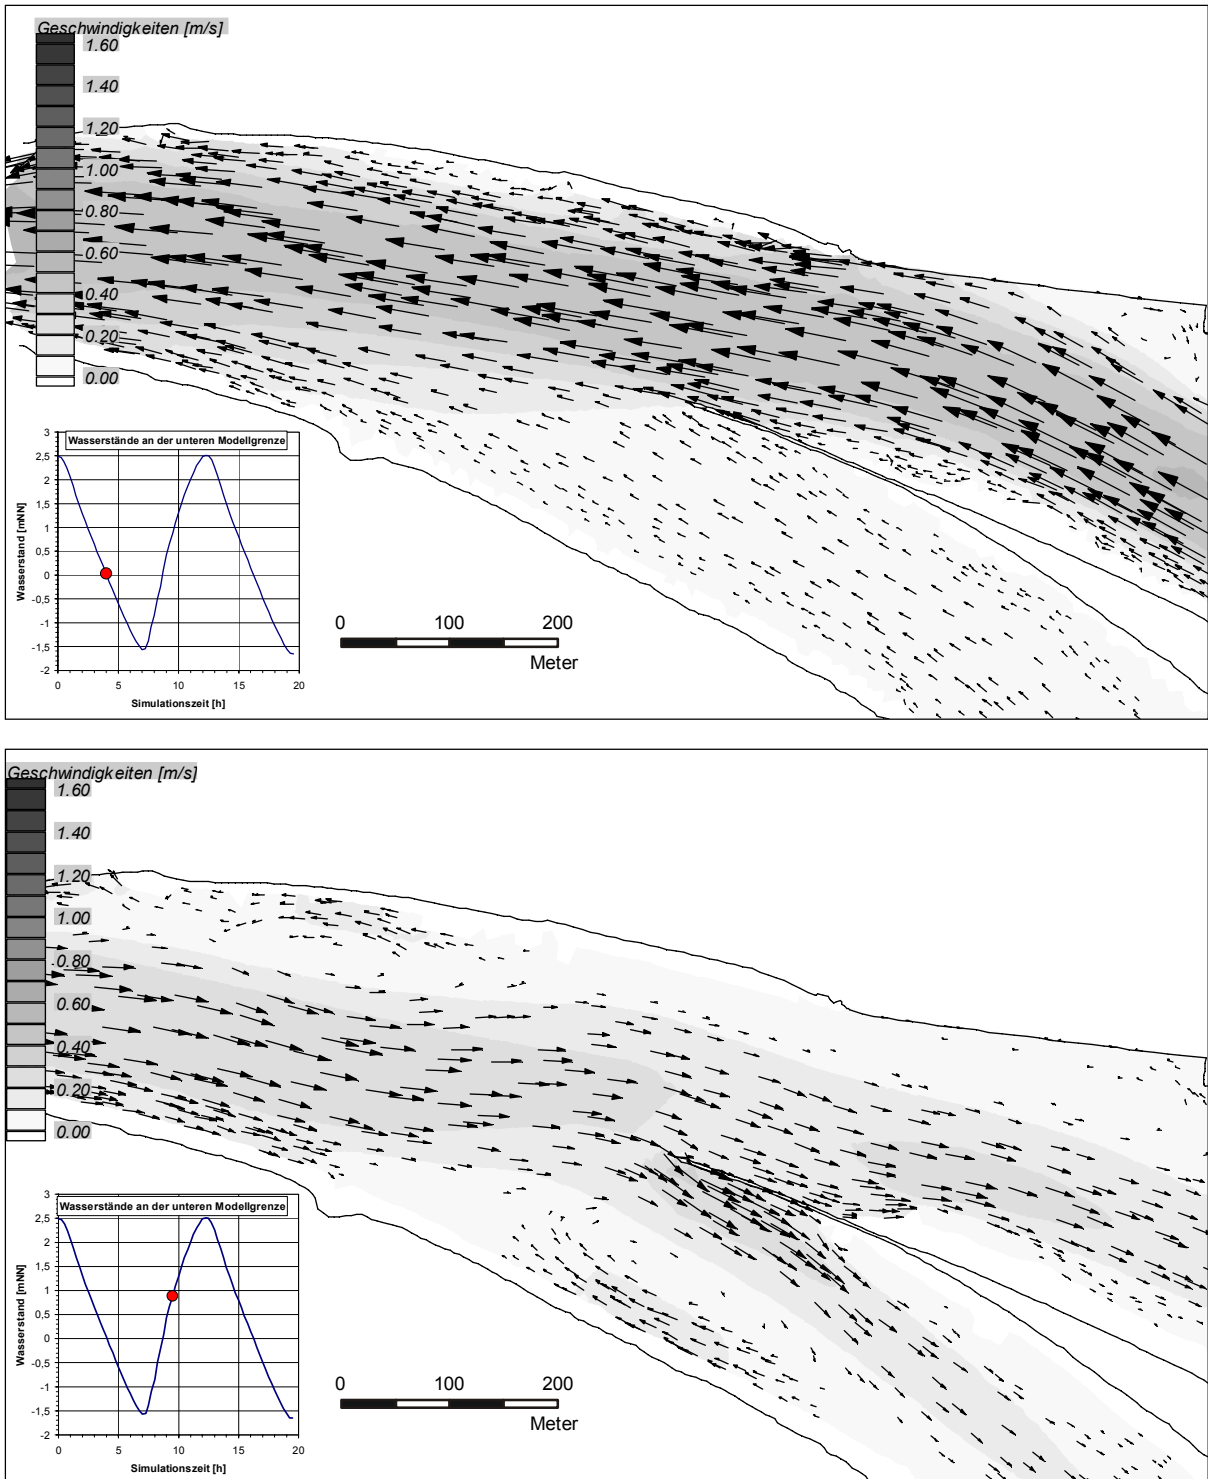 Geschwindigkeiten [m/s]
1.60
1.40
1.20
1.00
0.80
0.60
0.40
0.20
0.00
Wasserstände an der unteren Modellgrenze
Wasserstand [mNN]
3
2,5
2
1,5
1
0,5
0
-0,5
-1
-1,5
-2
0 5 10 15 20
Simulationszeit [h]
0 100 200
Meter
Geschwindigkeiten [m/s]
1.60
1.40
1.20
1.00
0.80
0.60
0.40
0.20
0.00
Wasserstände an der unteren Modellgrenze
Wasserstand [mNN]
3
2,5
2
1,5
1
0,5
0
-0,5
-1
-1,5
-2
0 5 10 15 20
Simulationszeit [h]
0 100 200
Meter